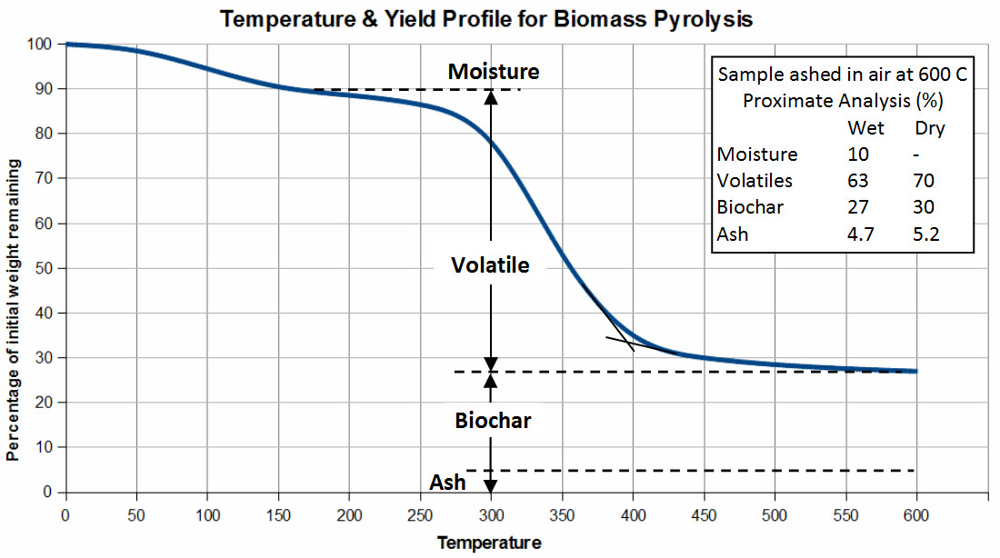 Temperature & Yield Profile for Biomass Pyrolysis
Percentage of initial weight remaining
100
90
80
70
60
50
40
30
20
10
0
Moisture
Volatile
Biochar
Ash
Sample ashed in air at 600 C
Proximate Analysis (%)
Wet Dry
Moisture 10 -
Volatiles 63 70
Biochar 27 30
Ash 4.7 5.2
0 50 100 150 200 250 300 350 400 450 500 550 600
Temperature